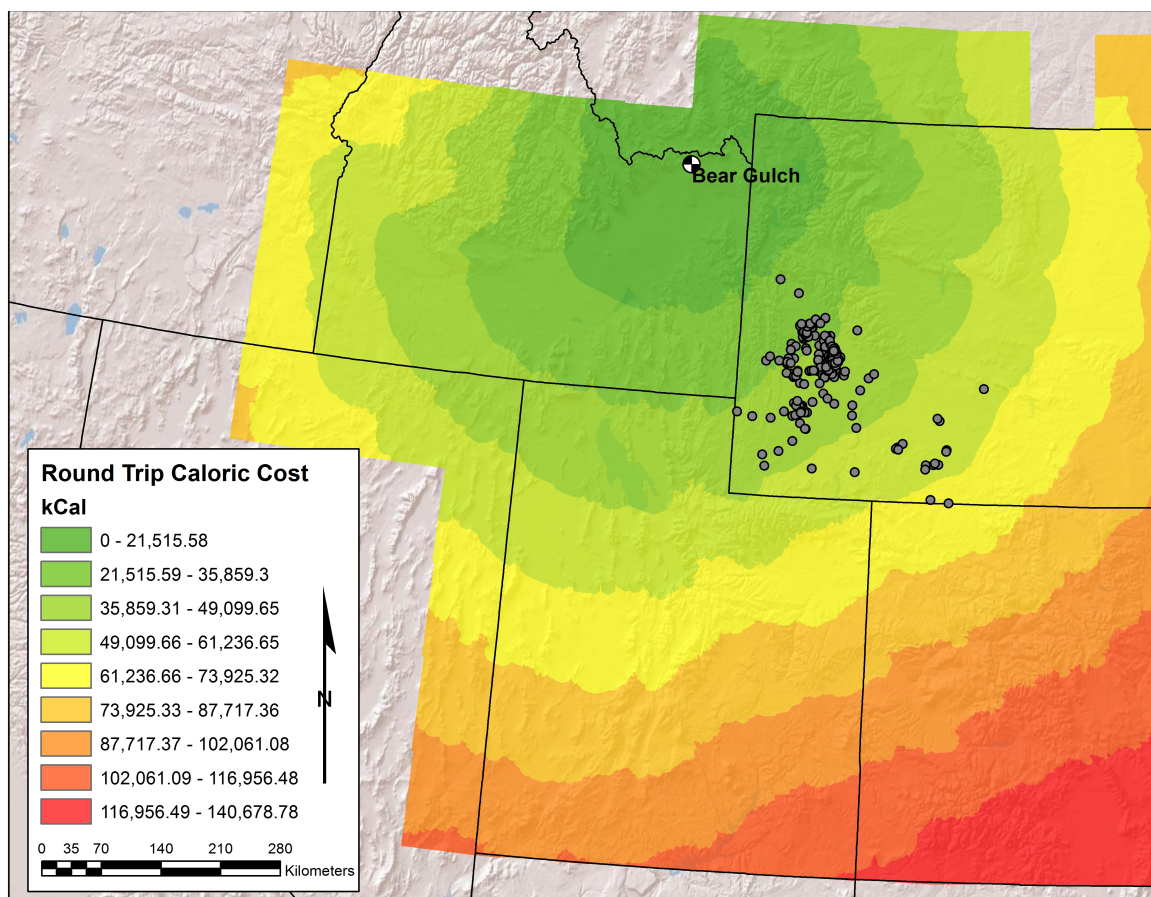 Bear Gulch
Round Trip Caloric Cost
kCal
0 - 21,515.58
21,515.59 - 35,859.3
35,859.31 - 49,099.65
49,099.66 - 61,236.65
61,236.66 - 73,925.32
73,925.33 - 87,717.36
87,717.37 - 102,061.08
102,061.09 - 116,956.48
116,956.49 - 140,678.78
N
0 35 70 140 210 280
Kilometers